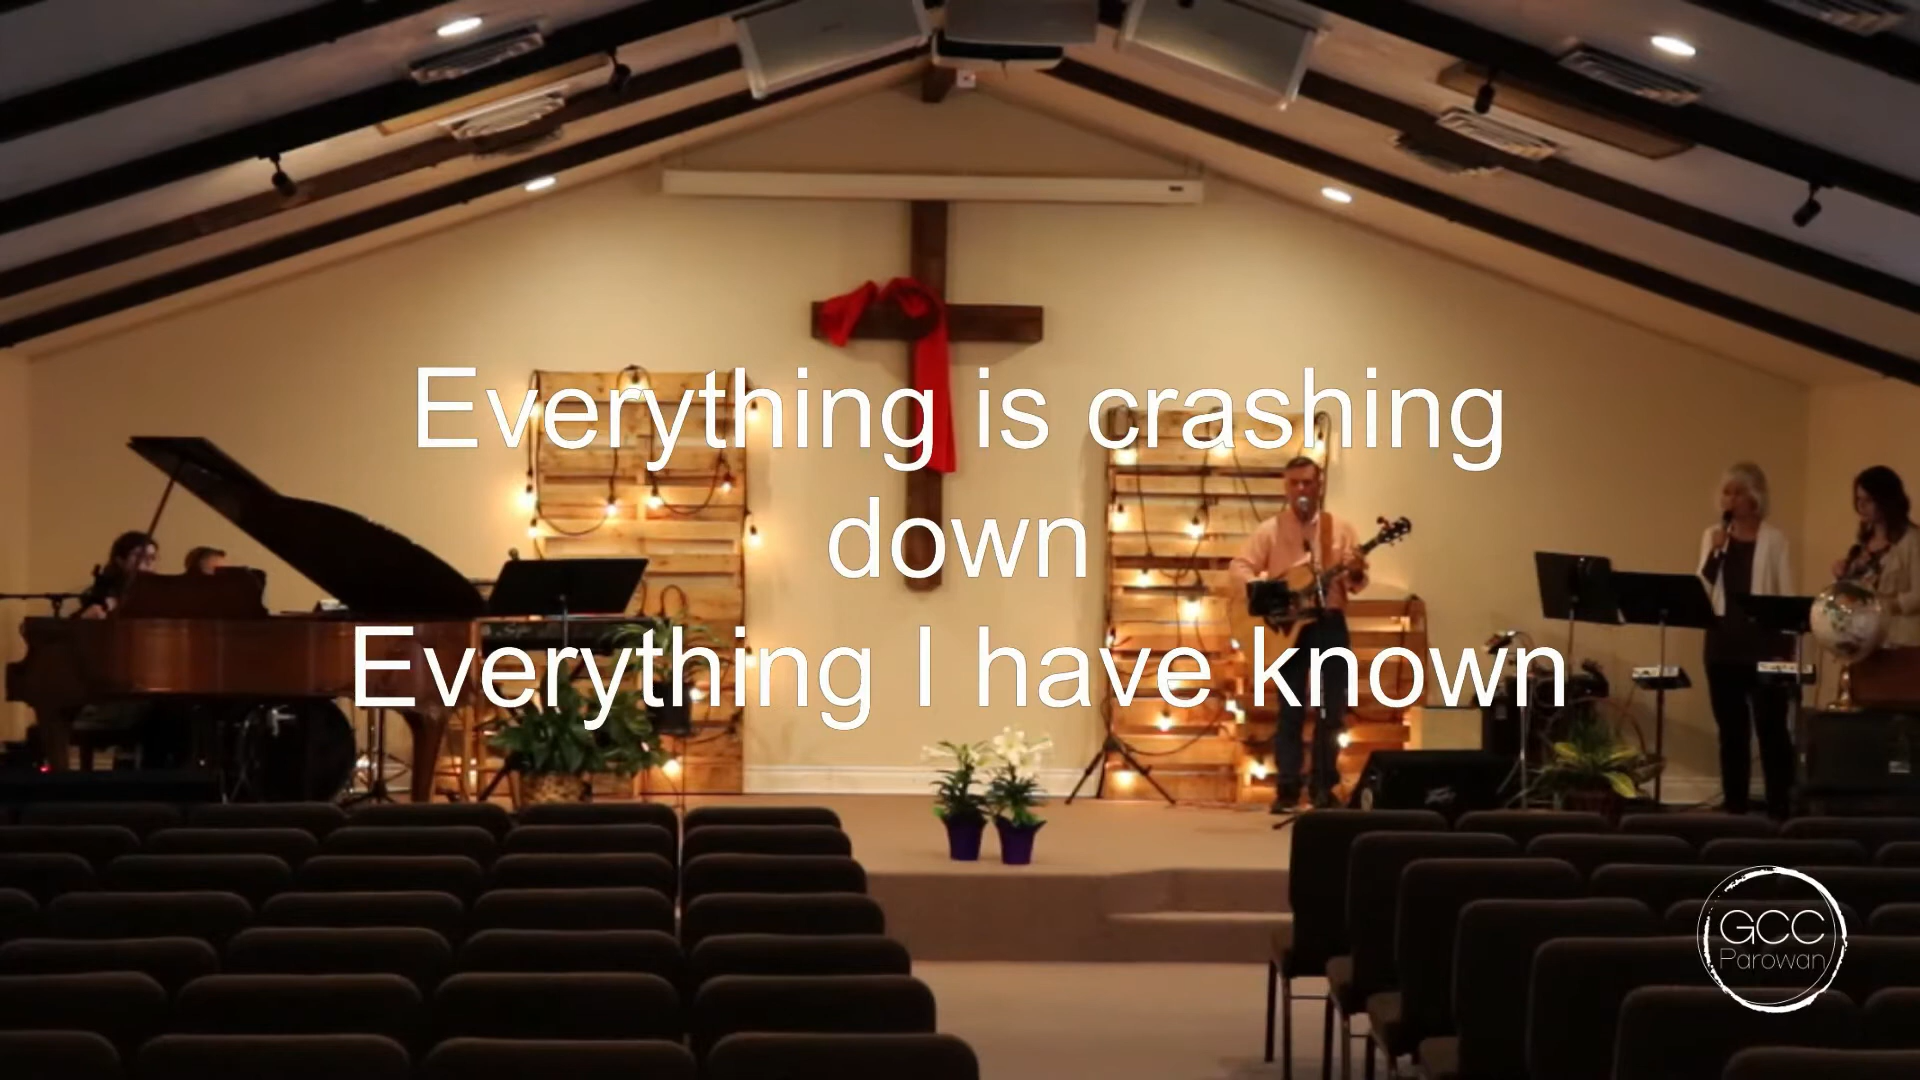 Everything is crashing
down
Everything I have known
GCC
Parowan